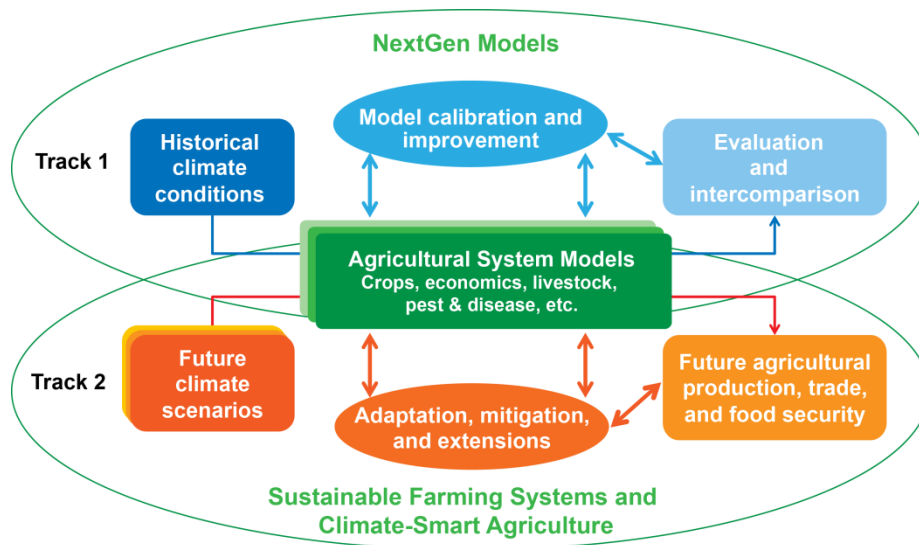 NextGen Models
Track 1
Historical
climate
conditions
Model calibration and
improvement
Evaluation
and
intercomparison
Agricultural System Models
Crops, economics, livestock,
pest & disease, etc.
Track 2
Future
climate
scenarios
Adaptation, mitigation,
and extensions
Future agricultural
production, trade,
and food security
Sustainable Farming Systems and
Climate-Smart Agriculture